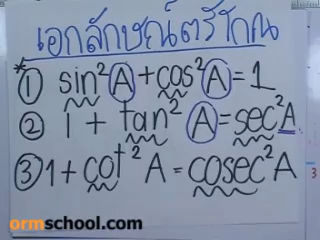 เอกลักษณ์ตรีโกณ
*① sin²A+cos²A=1
② 1+tan²A=sec²A
③ 1+cot²A=cosec²A
3
ormschool.com